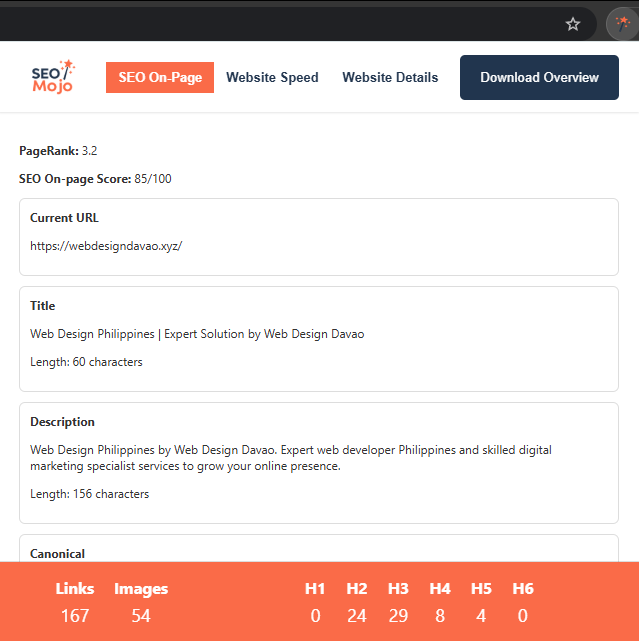 SEO
Mojo
SEO On-Page
Website Speed
Website Details
Download Overview
PageRank: 3.2
SEO On-page Score: 85/100
Current URL
https://webdesigndavao.xyz/
Title
Web Design Philippines | Expert Solution by Web Design Davao
Length: 60 characters
Description
Web Design Philippines by Web Design Davao. Expert web developer Philippines and skilled digital
marketing specialist services to grow your online presence.
Length: 156 characters
Canonical
Links Images H1 H2 H3 H4 H5 H6
167 54 0 24 29 8 4 0